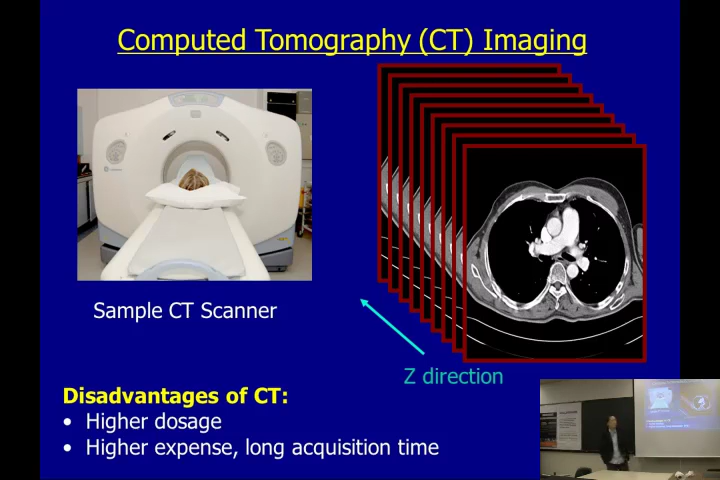 Computed Tomography (CT) Imaging
Sample CT Scanner
Z direction
Disadvantages of CT:
• Higher dosage
• Higher expense, long acquisition time